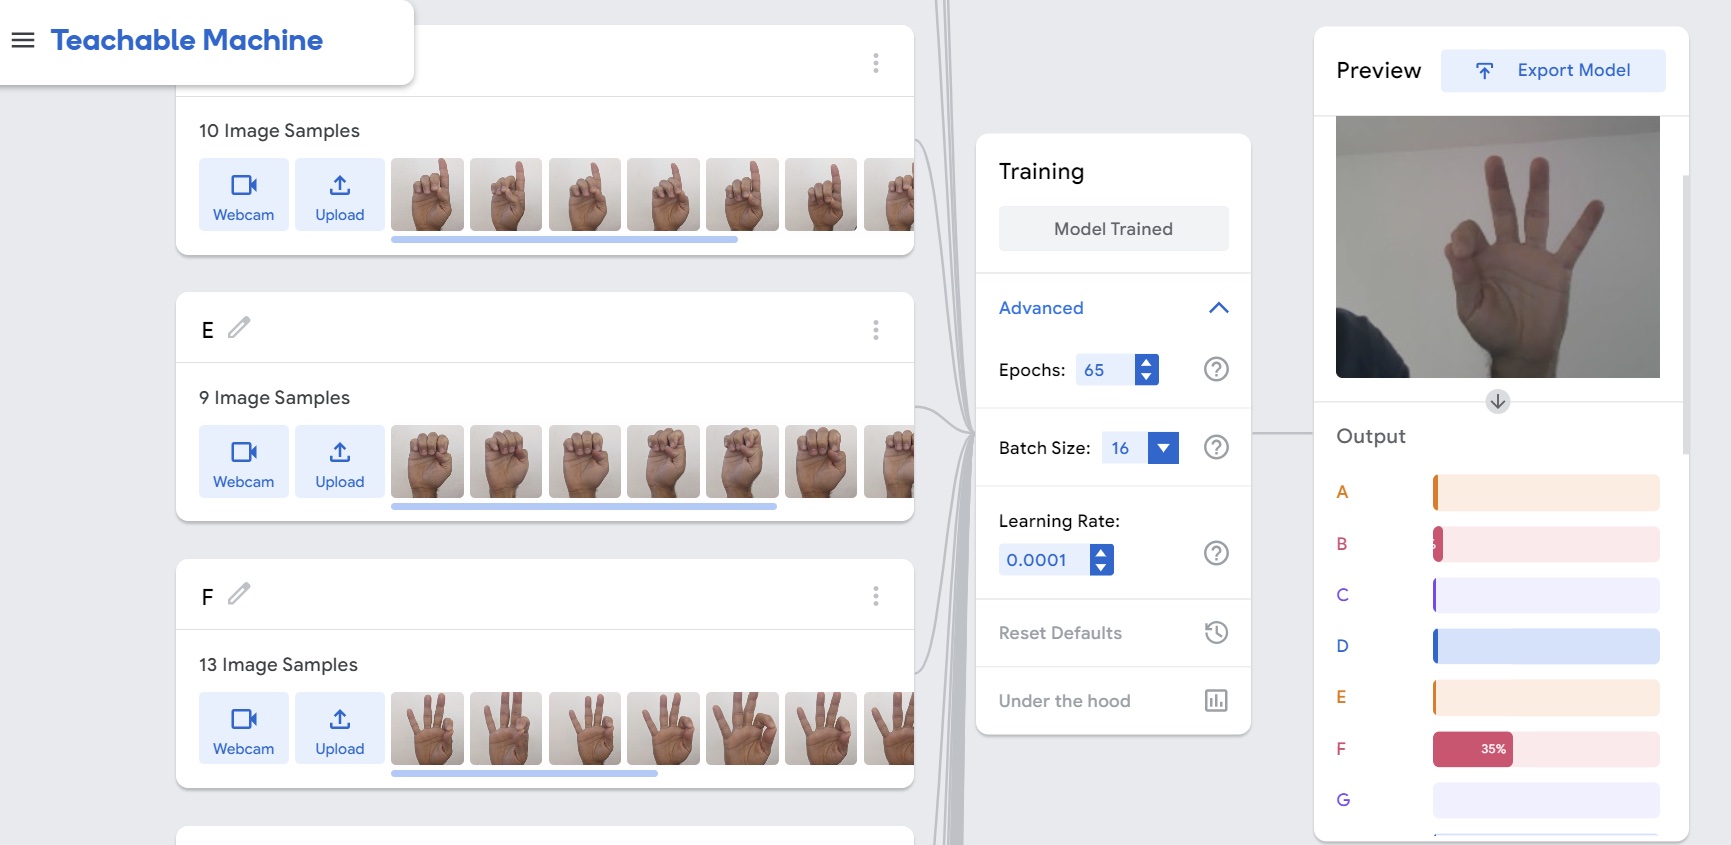 Teachable Machine
10 Image Samples
Webcam
Upload
E
9 Image Samples
Webcam
Upload
F
13 Image Samples
Webcam
Upload
Training
Model Trained
Advanced
Epochs: 65
Batch Size: 16
Learning Rate:
0.0001
Reset Defaults
Under the hood
Preview
Export Model
Output
A
B
C
D
E
F 35%
G